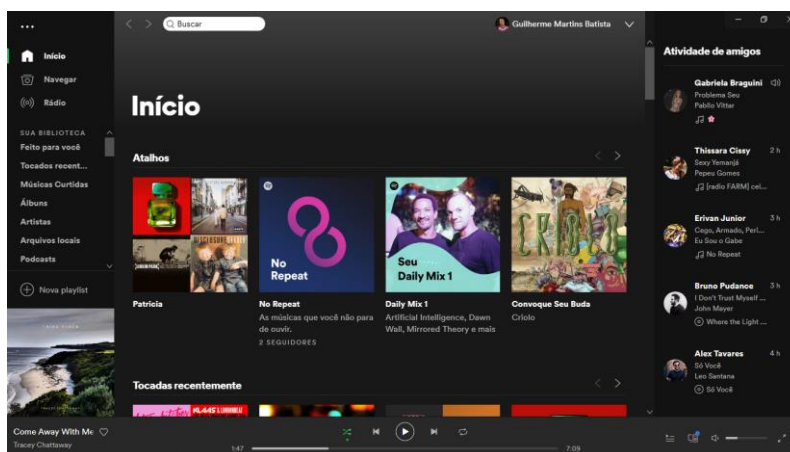 Buscar
Guilherme Martins Batista
Início
Navegar
Rádio
SUA BIBLIOTECA
Feito para você
Tocados recent...
Músicas Curtidas
Álbuns
Artistas
Arquivos locais
Podcasts
Nova playlist
Início
Atalhos
CRIOLO
No
Repeat
Seu
Daily Mix 1
Patricia
No Repeat
As músicas que você não para
de ouvir.
2 SEGUIDORES
Daily Mix 1
Artificial Intelligence, Dawn
Wall, Mirrored Theory e mais
Convoque Seu Buda
Criolo
Tocadas recentemente
KLAAS &
Atividade de amigos
Gabriela Braguini
Problema Seu
Pabllo Vittar
Thissara Cissy
2 h
Sexy Yemanjá
Pepeu Gomes
[radio FARM] cel...
Erivan Junior
3 h
Cego, Armado, Peri...
Eu Sou o Gabe
No Repeat
Bruno Pudance
3 h
I Don't Trust Myself ...
John Mayer
Where the Light ...
Alex Tavares
4 h
Só Você
Leo Santana
Só Você
Come Away With Me
Tracey Chattaway
1:47
7:09